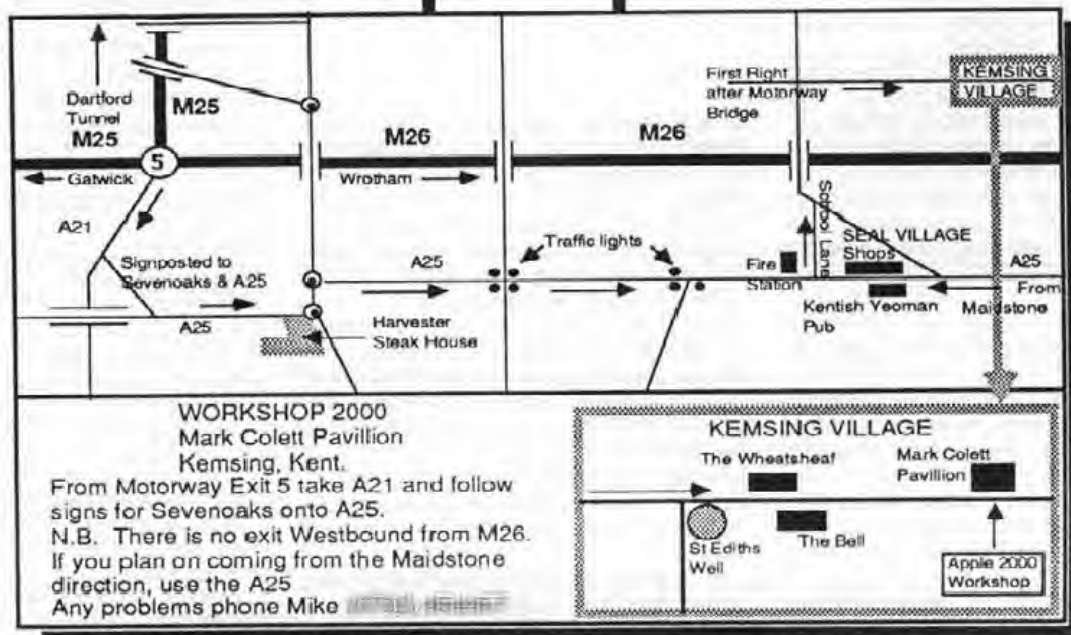 Dartford
Tunnel
M25
M25
5
Gatwick
A21
Signposted to
Sevenoaks & A25
A25
M26
Wrotham
A25
Harvester
Steak House
Traffic lights
M26
First Right
after Motorway
Bridge
KEMSING
VILLAGE
School Lane
SEAL VILLAGE
Shops
Fire
Station
Kentish Yeoman
Pub
A25
From
Maidstone
WORKSHOP 2000
Mark Colett Pavillion
Kemsing, Kent.
From Motorway Exit 5 take A21 and follow
signs for Sevenoaks onto A25.
N.B. There is no exit Westbound from M26.
If you plan on coming from the Maidstone
direction, use the A25
Any problems phone Mike
KEMSING VILLAGE
The Wheatsheaf
Mark Colett
Pavillion
St Ediths
Well
The Bell
Apple 2000
Workshop